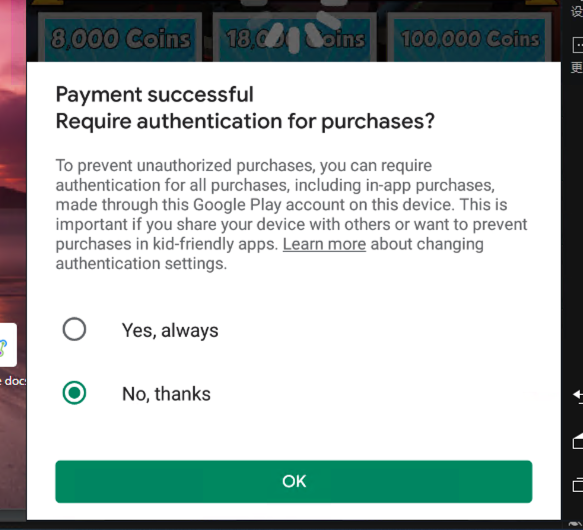 设
8,000 Coins 18,0 oins 100,000 Coins
更
Payment successful
Require authentication for purchases?
To prevent unauthorized purchases, you can require
authentication for all purchases, including in-app purchases,
made through this Google Play account on this device. This is
important if you share your device with others or want to prevent
purchases in kid-friendly apps. Learn more about changing
authentication settings.
Yes, always
e doc
No, thanks
OK